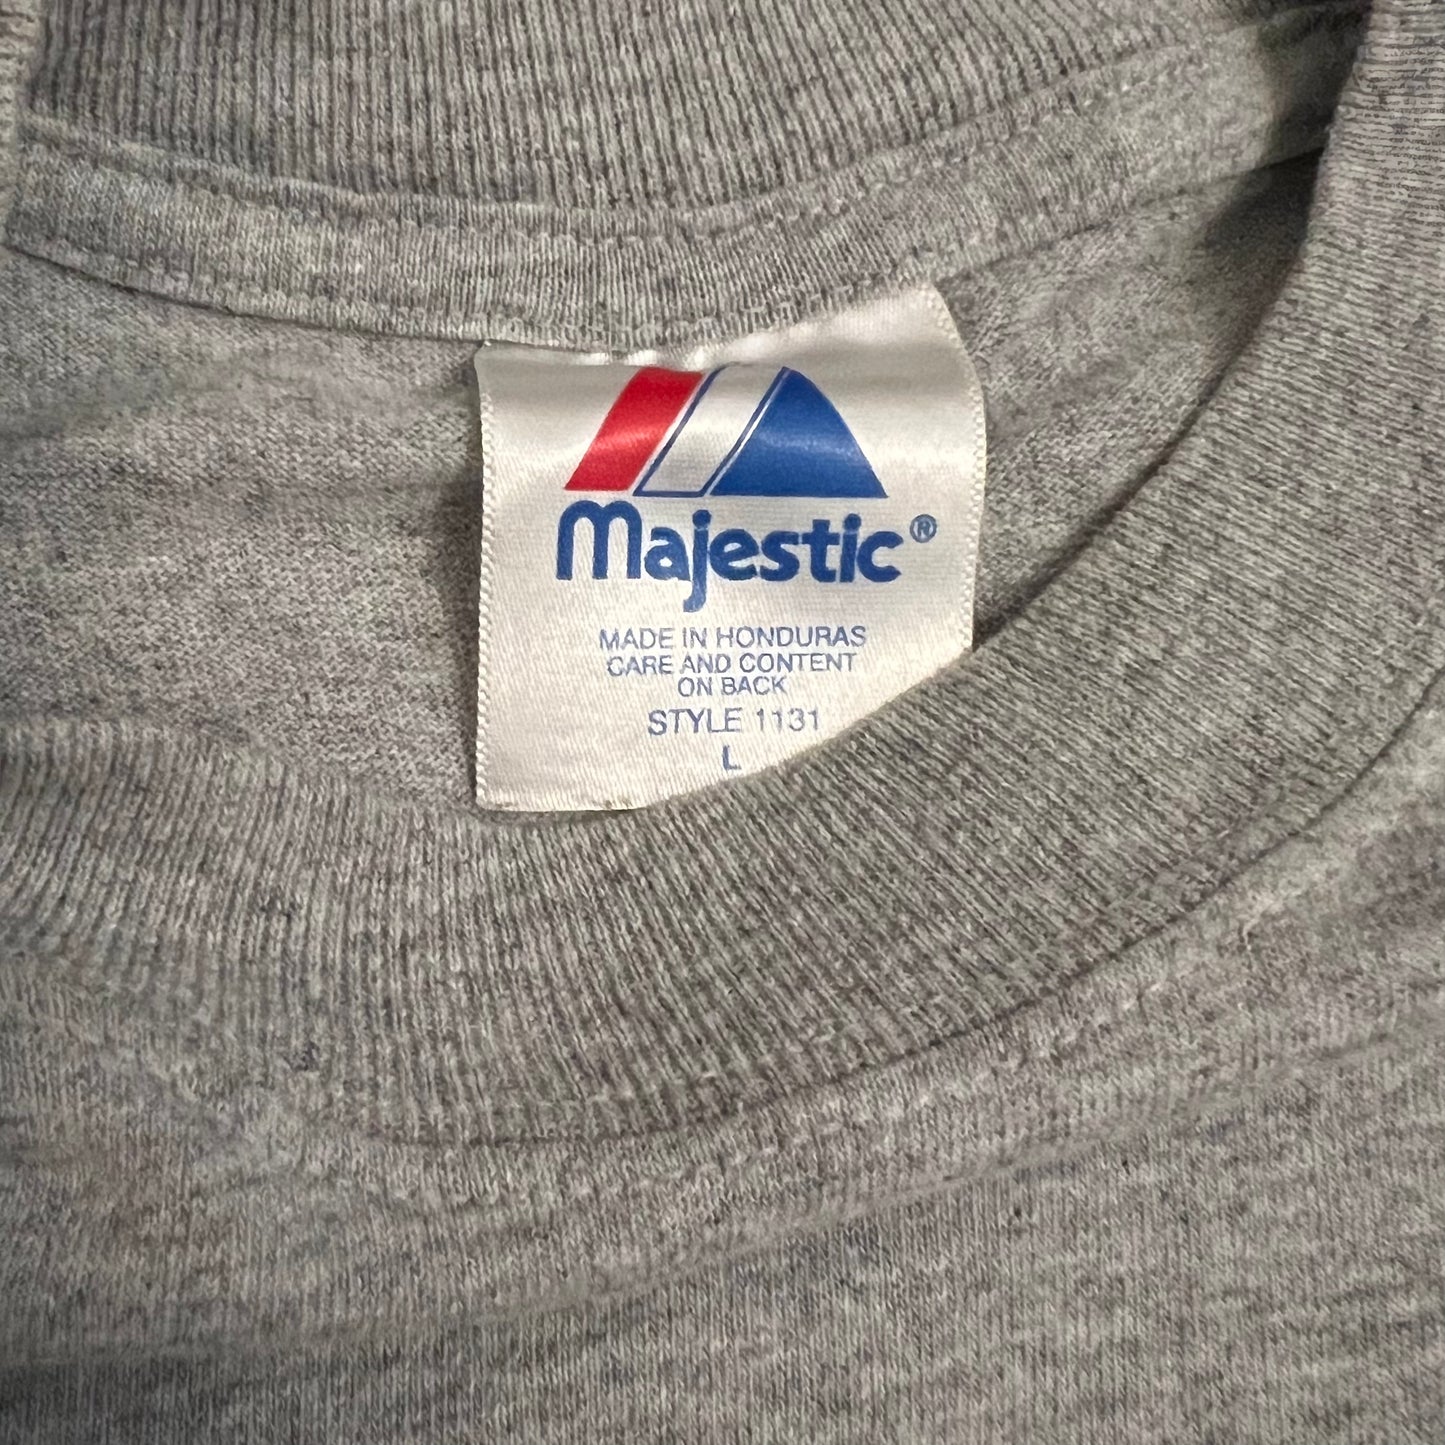 Majestic®
MADE IN HONDURAS
CARE AND CONTENT
ON BACK
STYLE 1131
L